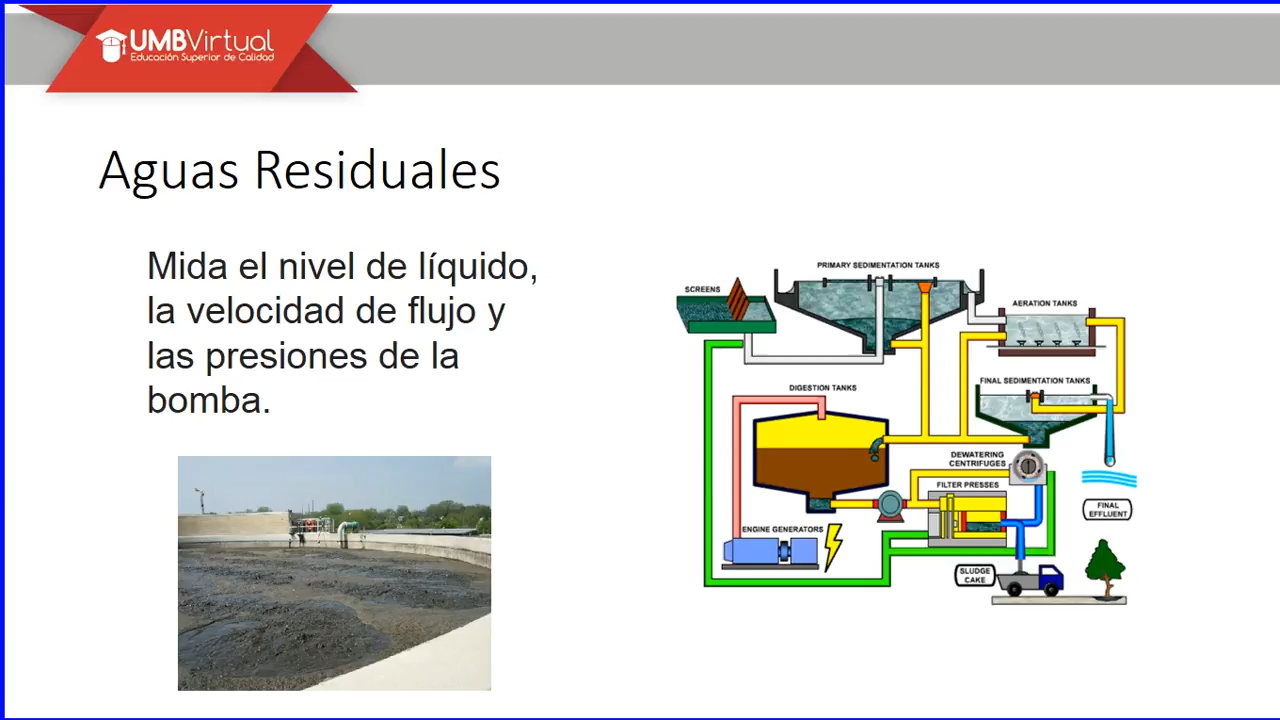 UMBVirtual
Educación Superior de Calidad
Aguas Residuales
Mida el nivel de líquido,
la velocidad de flujo y
las presiones de la
bomba.
PRIMARY SEDIMENTATION TANKS
SCREENS
AERATION TANKS
FINAL SEDIMENTATION TANKS
DIGESTION TANKS
DEWATERING
CENTRIFUGES
FILTER PRESSES
FINAL
EFFLUENT
ENGINE GENERATORS
SLUDGE
CAKE